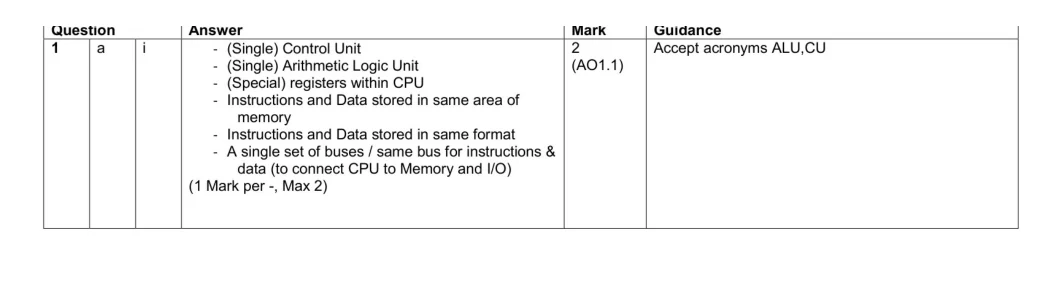 Question Answer Mark Guidance
1 a i - (Single) Control Unit 2 Accept acronyms ALU,CU
- (Single) Arithmetic Logic Unit (AO1.1)
- (Special) registers within CPU
- Instructions and Data stored in same area of
memory
- Instructions and Data stored in same format
- A single set of buses / same bus for instructions &
data (to connect CPU to Memory and I/O)
(1 Mark per -, Max 2)